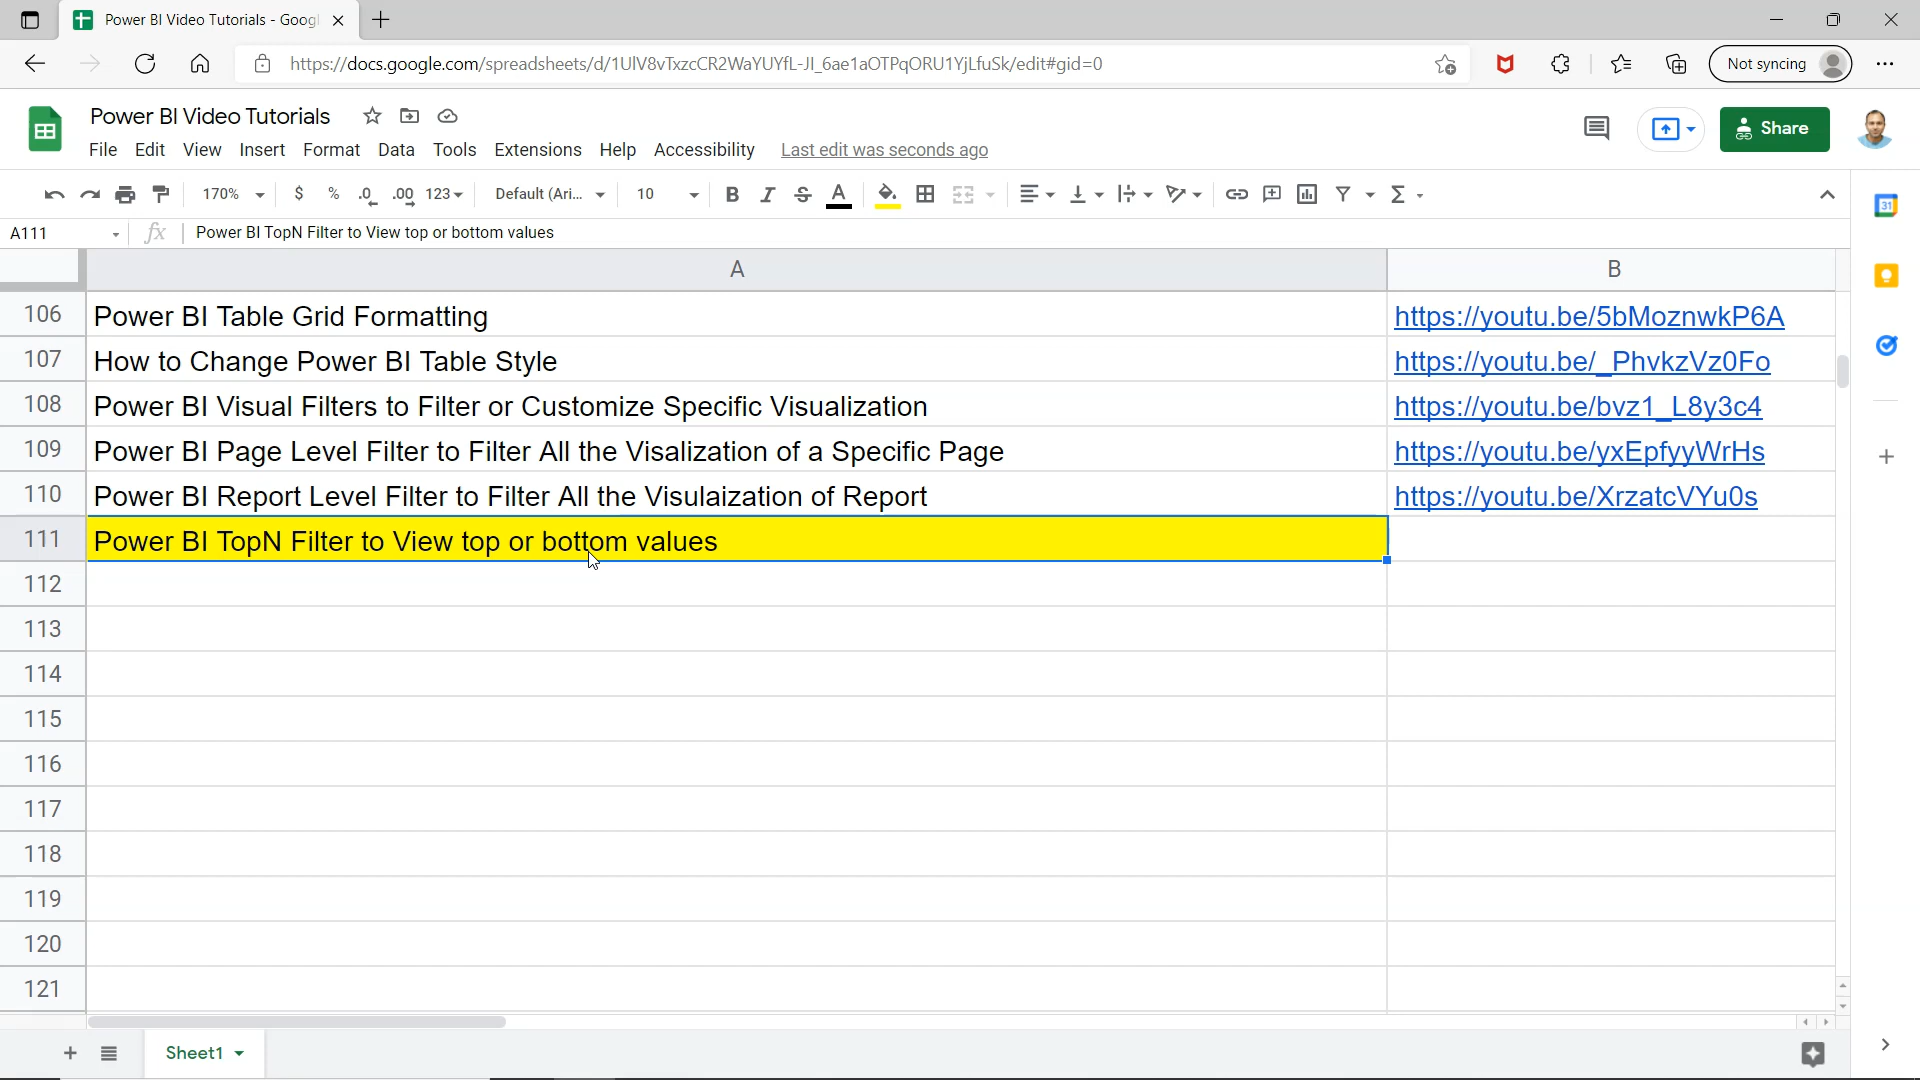 Power BI Video Tutorials - Goog
Not syncing
https://docs.google.com/spreadsheets/d/1UIV8vTxzcCR2WaYUYfL-JI_6ae1aOTPqORU1YjLfuSk/edit#gid=0
Power BI Video Tutorials
File Edit View Insert Format Data Tools Extensions Help Accessibility Last edit was seconds ago
Share
170% $ % .0 .00 123 Default (Ari... 10 B I S A
31
A111 fx Power BI TopN Filter to View top or bottom values
A B
106 Power BI Table Grid Formatting https://youtu.be/5bMoznwkP6A
107 How to Change Power BI Table Style https://youtu.be/_PhvkzVz0Fo
108 Power BI Visual Filters to Filter or Customize Specific Visualization https://youtu.be/bvz1_L8y3c4
109 Power BI Page Level Filter to Filter All the Visalization of a Specific Page https://youtu.be/yxEpfyyWrHs
110 Power BI Report Level Filter to Filter All the Visulaization of Report https://youtu.be/XrzatcVYu0s
111 Power BI TopN Filter to View top or bottom values
112
113
114
115
116
117
118
119
120
121
Sheet1